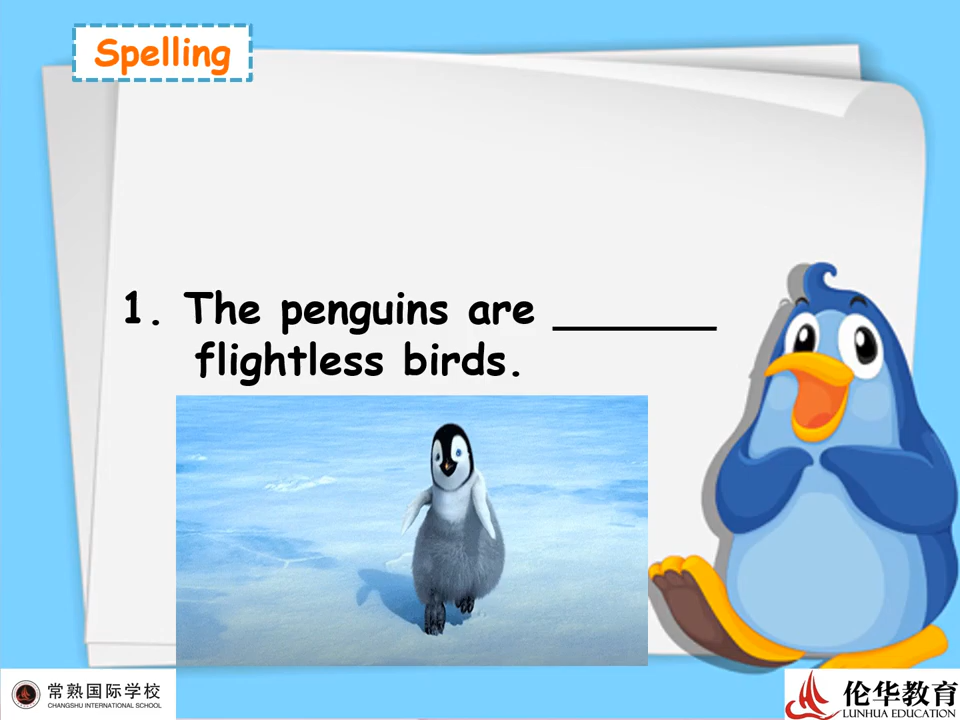 Spelling
1. The penguins are ______
flightless birds.
常熟国际学校
CHANGSHU INTERNATIONAL SCHOOL
伦华教育
LUNHUA EDUCATION